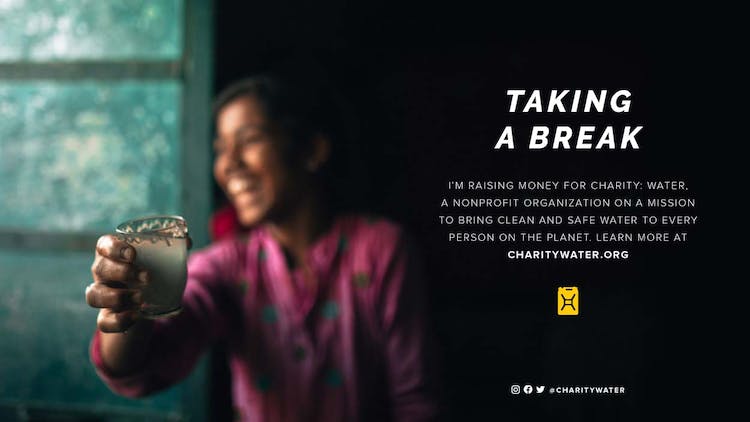 TAKING
A BREAK
I'M RAISING MONEY FOR CHARITY: WATER,
A NONPROFIT ORGANIZATION ON A MISSION
TO BRING CLEAN AND SAFE WATER TO EVERY
PERSON ON THE PLANET. LEARN MORE AT
CHARITYWATER.ORG
@CHARITYWATER